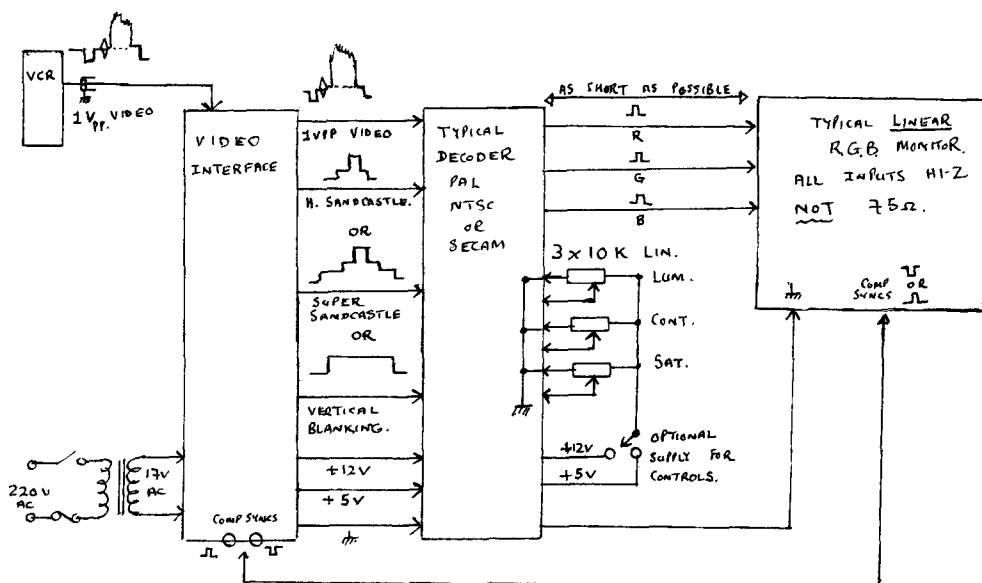 VCR
1VPP. VIDEO
VIDEO
INTERFACE
1VPP VIDEO
H. SANDCASTLE.
OR
SUPER
SANDCASTLE
OR
VERTICAL
BLANKING.
+12V
+5V
220V
AC
17V
AC
COMP SYNCS
TYPICAL
DECODER
PAL
NTSC
OR
SECAM
AS SHORT AS POSSIBLE
R
G
B
3 x 10 K LIN.
LUM.
CONT.
SAT.
+12V
+5V
OPTIONAL
SUPPLY FOR
CONTROLS.
TYPICAL LINEAR
R.G.B. MONITOR.
ALL INPUTS HI-Z
NOT 75Ω.
COMP
SYNCS
OR